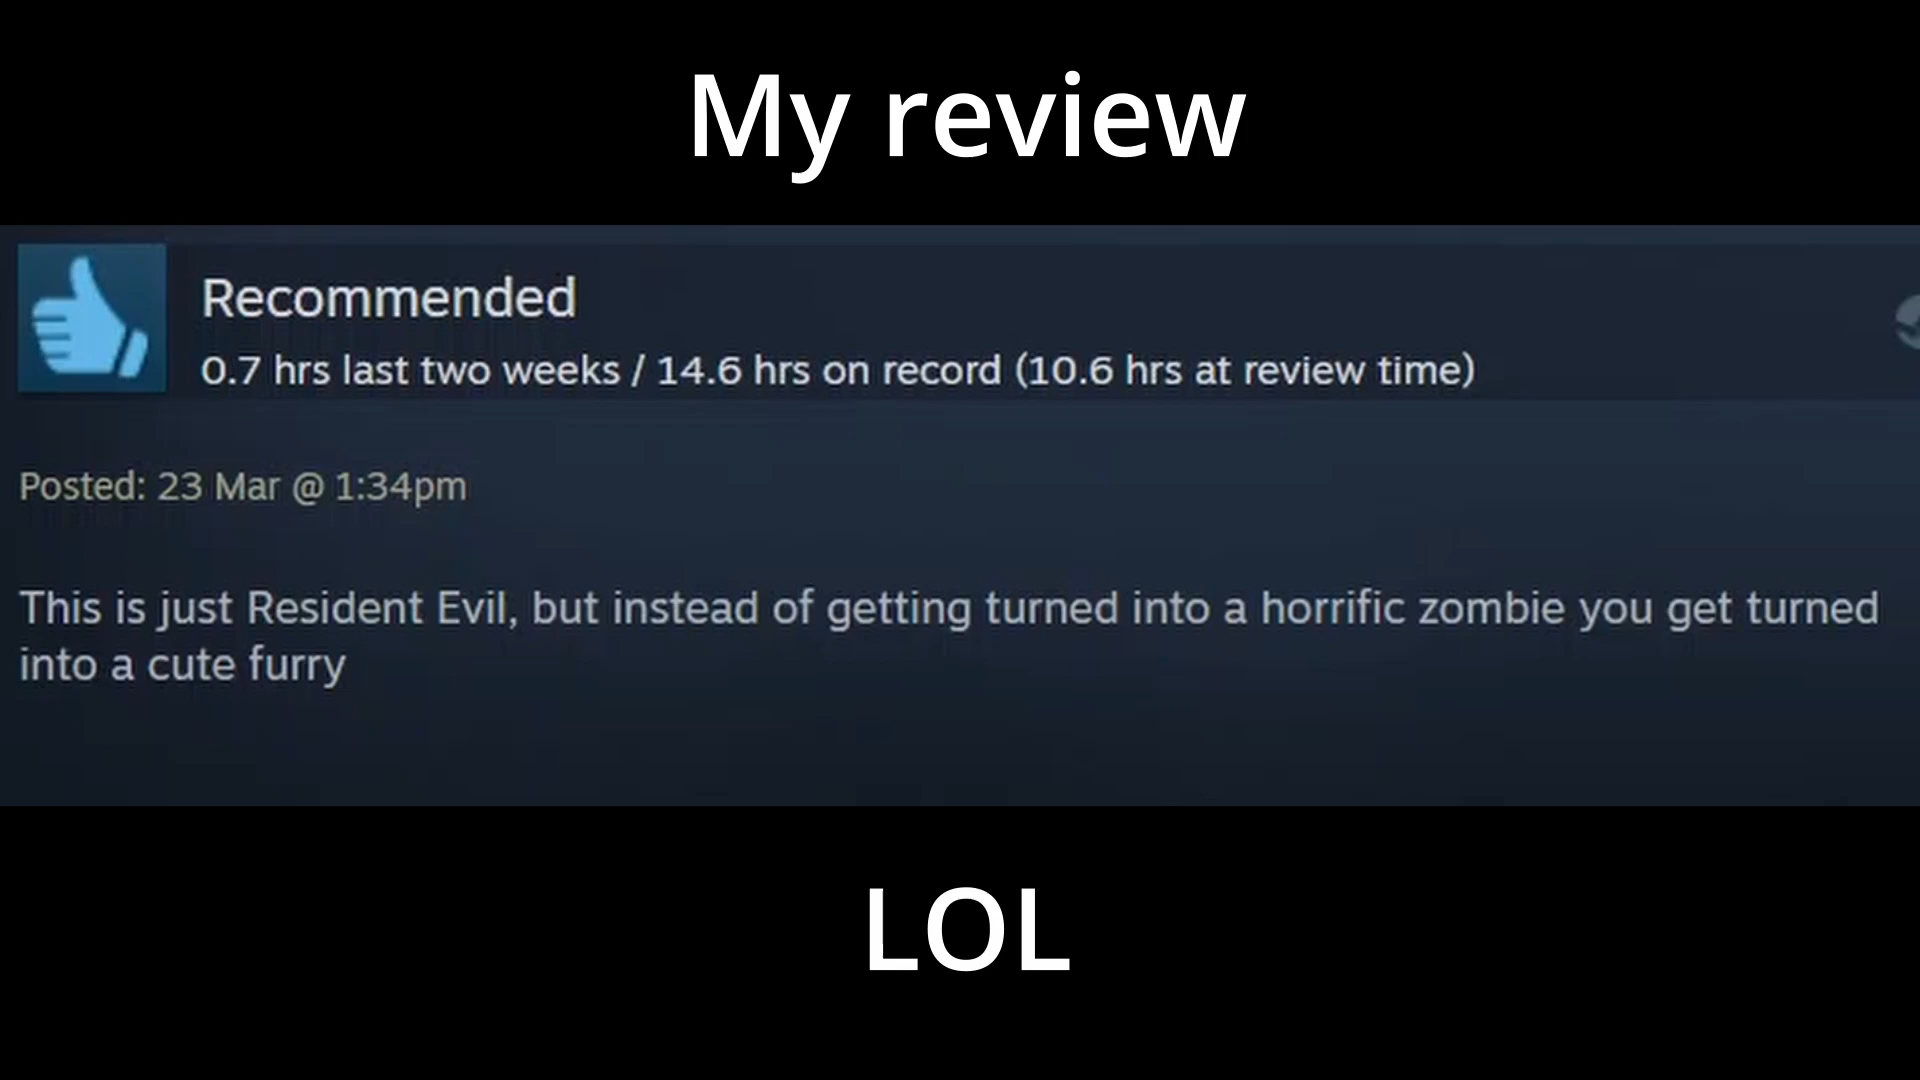 My review
Recommended
0.7 hrs last two weeks / 14.6 hrs on record (10.6 hrs at review time)
Posted: 23 Mar @ 1:34pm
This is just Resident Evil, but instead of getting turned into a horrific zombie you get turned
into a cute furry
LOL